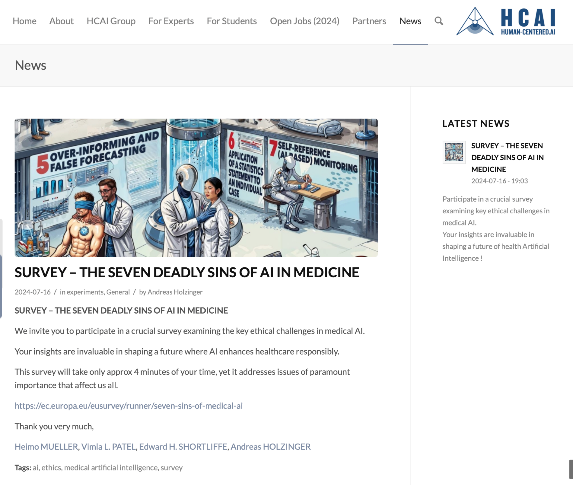 Home About HCAI Group For Experts For Students Open Jobs (2024) Partners News
HCAI
HUMAN-CENTERED.AI
News
5 OVER-INFORMING AND
FALSE FORECASTING
6
APPLICATION
OF A STATISTICS
STATEMENT TO
AN INDIVIDUAL
CASE
7 SELF-REFERENCE
(AI-BASED) MONITORING
SURVEY – THE SEVEN DEADLY SINS OF AI IN MEDICINE
2024-07-16 / in experiments, General / by Andreas Holzinger
SURVEY – THE SEVEN DEADLY SINS OF AI IN MEDICINE
We invite you to participate in a crucial survey examining the key ethical challenges in medical AI.
Your insights are invaluable in shaping a future where AI enhances healthcare responsibly.
This survey will take only approx 4 minutes of your time, yet it addresses issues of paramount
importance that affect us all.
https://ec.europa.eu/eusurvey/runner/seven-sins-of-medical-ai
Thank you very much,
Heimo MUELLER, Vimla L. PATEL, Edward H. SHORTLIFFE, Andreas HOLZINGER
Tags: ai, ethics, medical artificial intelligence, survey
LATEST NEWS
SURVEY – THE SEVEN
DEADLY SINS OF AI IN
MEDICINE
2024-07-16 - 19:03
Participate in a crucial survey
examining key ethical challenges in
medical AI.
Your insights are invaluable in
shaping a future of health Artificial
Intelligence !